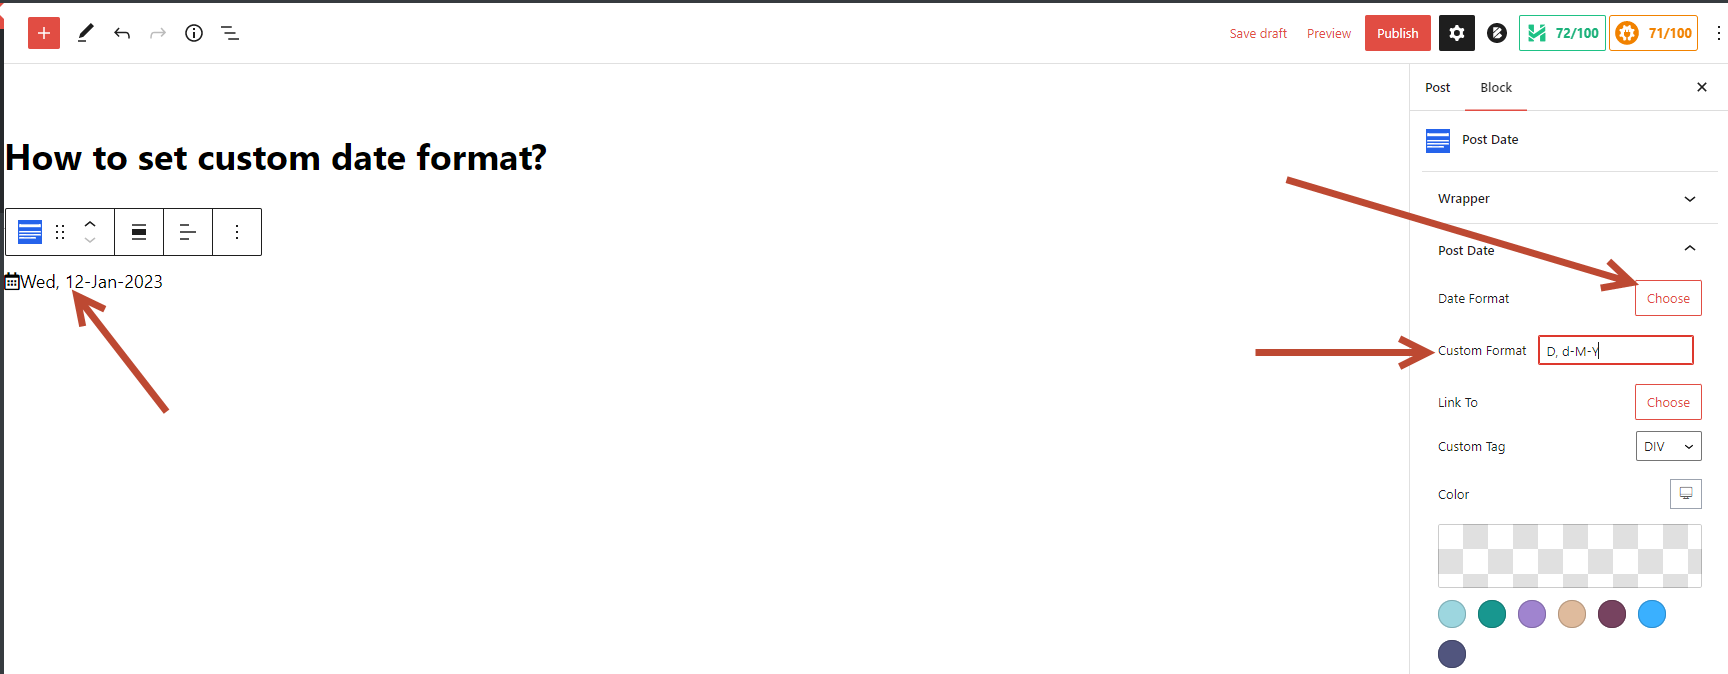 Save draft Preview Publish 72/100 71/100
Post Block
How to set custom date format?
Post Date
Wrapper
Post Date
Wed, 12-Jan-2023
Date Format Choose
Custom Format D, d-M-Y
Link To Choose
Custom Tag DIV
Color